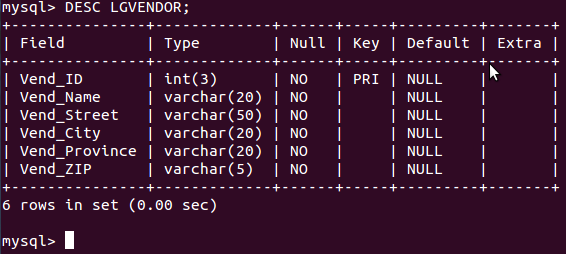 mysql> DESC LGVENDOR;
+---------------+-------------+------+-----+---------+-------+
| Field         | Type        | Null | Key | Default | Extra |
+---------------+-------------+------+-----+---------+-------+
| Vend_ID       | int(3)      | NO   | PRI | NULL    |       |
| Vend_Name     | varchar(20) | NO   |     | NULL    |       |
| Vend_Street   | varchar(50) | NO   |     | NULL    |       |
| Vend_City     | varchar(20) | NO   |     | NULL    |       |
| Vend_Province | varchar(20) | NO   |     | NULL    |       |
| Vend_ZIP      | varchar(5)  | NO   |     | NULL    |       |
+---------------+-------------+------+-----+---------+-------+
6 rows in set (0.00 sec)
mysql>